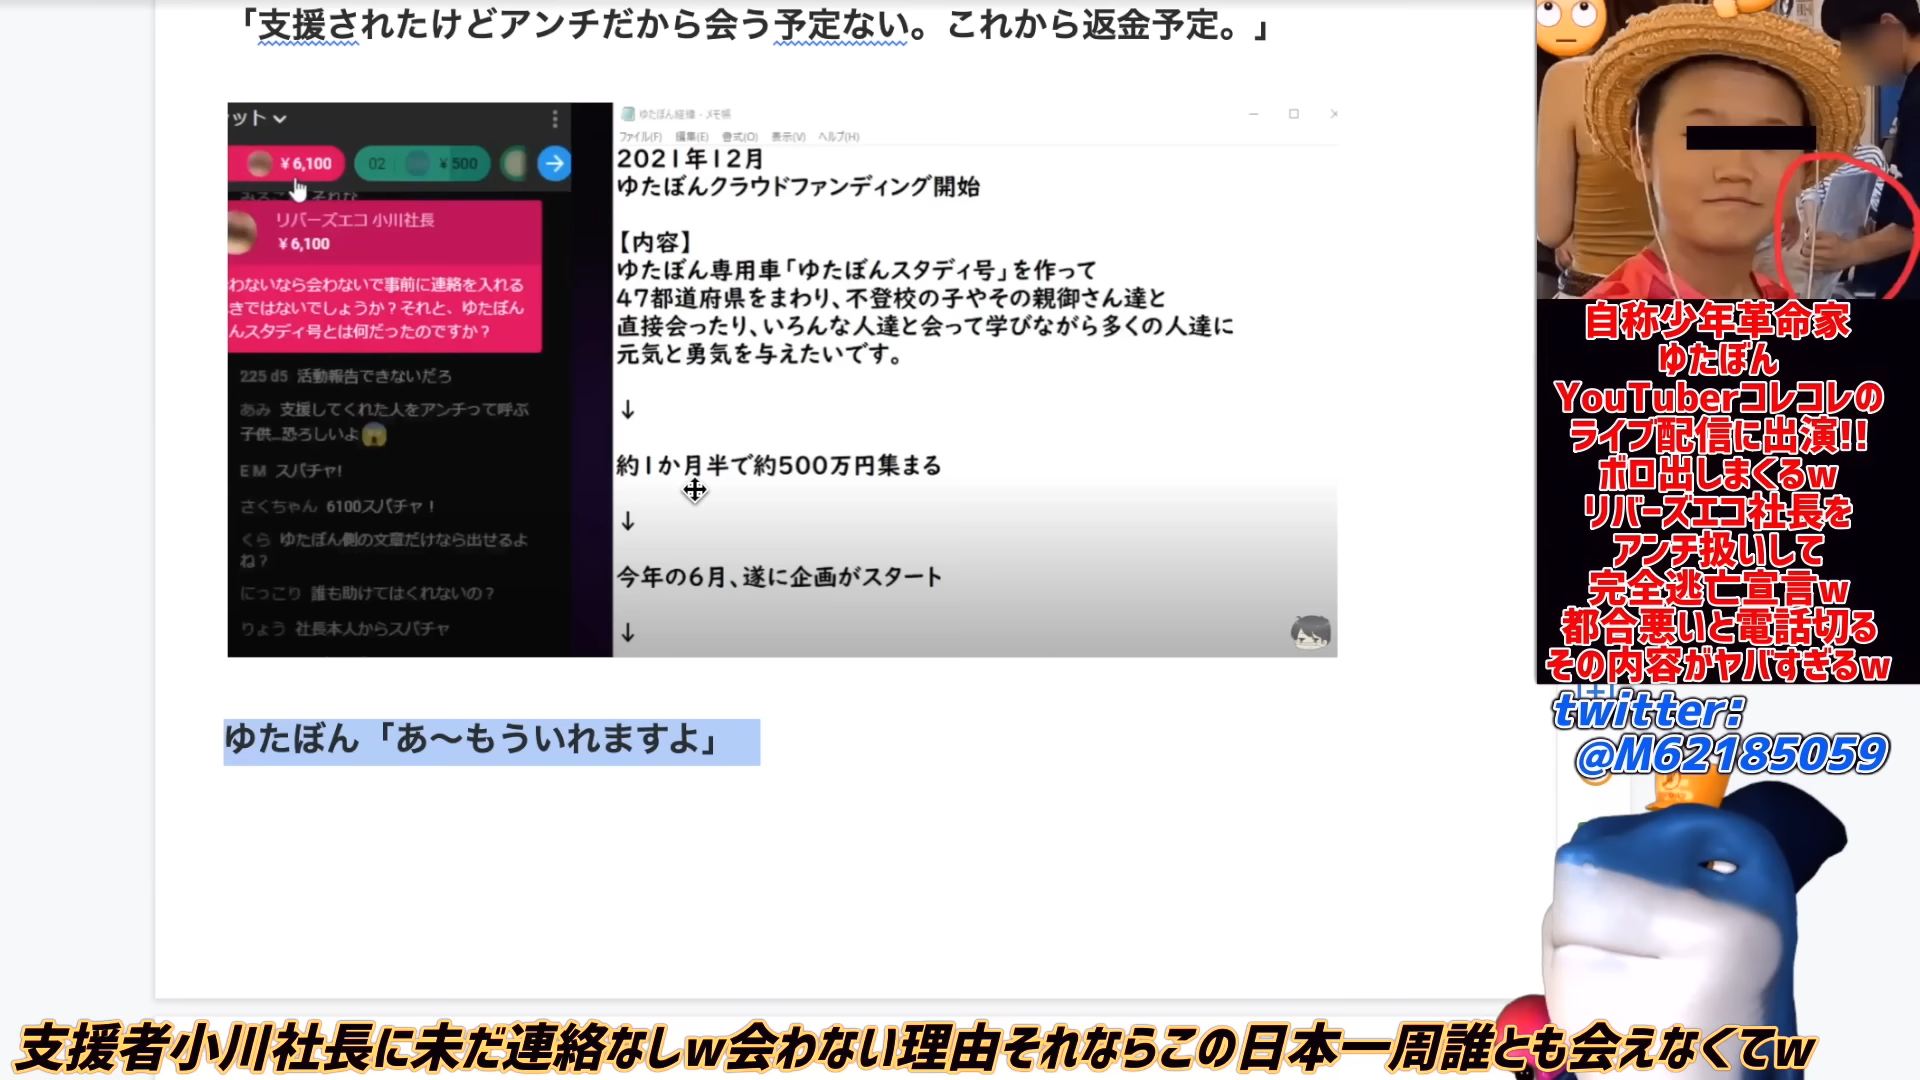 「支援されたけどアンチだから会う予定ない。これから返金予定。」
ット
¥6,100
02
¥500
みるこ それな
リバーズエコ 小川社長
¥6,100
わないなら会わないで事前に連絡を入れる
きではないでしょうか？それと、ゆたぼん
んスタディ号とは何だったのですか？
225 d5 活動報告できないだろ
あみ 支援してくれた人をアンチって呼ぶ
子供...恐ろしいよ
E M スパチャ!
さくちゃん 6100スパチャ！
くら ゆたぼん側の文章だけなら出せるよ
ね？
にっこり 誰も助けてはくれないの？
りょう 社長本人からスパチャ
ゆたぼん経緯 - メモ帳
ファイル(F) 編集(E) 書式(O) 表示(V) ヘルプ(H)
2021年12月
ゆたぼんクラウドファンディング開始
【内容】
ゆたぼん専用車「ゆたぼんスタディ号」を作って
47都道府県をまわり、不登校の子やその親御さん達と
直接会ったり、いろんな人達と会って学びながら多くの人達に
元気と勇気を与えたいです。
↓
約1か月半で約500万円集まる
↓
今年の6月、遂に企画がスタート
↓
ゆたぼん「あ～もういれますよ」
自称少年革命家
ゆたぼん
YouTuberコレコレの
ライブ配信に出演!!
ボロ出しまくるw
リバーズエコ社長を
アンチ扱いして
完全逃亡宣言w
都合悪いと電話切る
その内容がヤバすぎるw
twitter:
@M62185059
支援者小川社長に未だ連絡なしw会わない理由それならこの日本一周誰とも会えなくてw